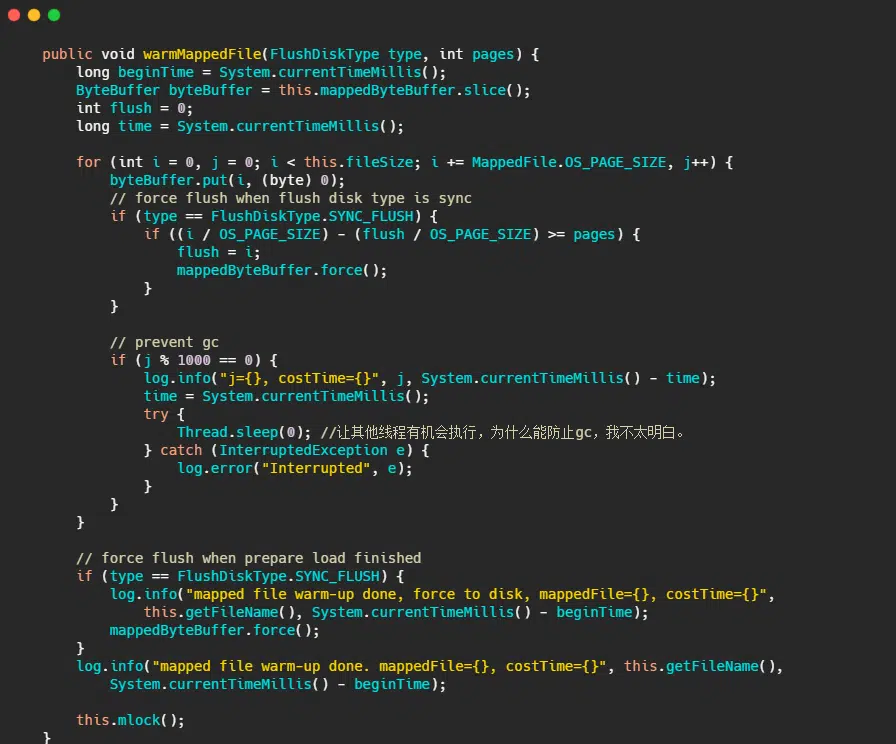 public void warmMappedFile(FlushDiskType type, int pages) {
    long beginTime = System.currentTimeMillis();
    ByteBuffer byteBuffer = this.mappedByteBuffer.slice();
    int flush = 0;
    long time = System.currentTimeMillis();

    for (int i = 0, j = 0; i < this.fileSize; i += MappedFile.OS_PAGE_SIZE, j++) {
        byteBuffer.put(i, (byte) 0);
        // force flush when flush disk type is sync
        if (type == FlushDiskType.SYNC_FLUSH) {
            if ((i / OS_PAGE_SIZE) - (flush / OS_PAGE_SIZE) >= pages) {
                flush = i;
                mappedByteBuffer.force();
            }
        }

        // prevent gc
        if (j % 1000 == 0) {
            log.info("j={}, costTime={}", j, System.currentTimeMillis() - time);
            time = System.currentTimeMillis();
            try {
                Thread.sleep(0); //让其他线程有机会执行，为什么能防止gc，我不太明白。
            } catch (InterruptedException e) {
                log.error("Interrupted", e);
            }
        }
    }

    // force flush when prepare load finished
    if (type == FlushDiskType.SYNC_FLUSH) {
        log.info("mapped file warm-up done, force to disk, mappedFile={}, costTime={}",
            this.getFileName(), System.currentTimeMillis() - beginTime);
        mappedByteBuffer.force();
    }
    log.info("mapped file warm-up done. mappedFile={}, costTime={}", this.getFileName(),
        System.currentTimeMillis() - beginTime);

    this.mlock();
}